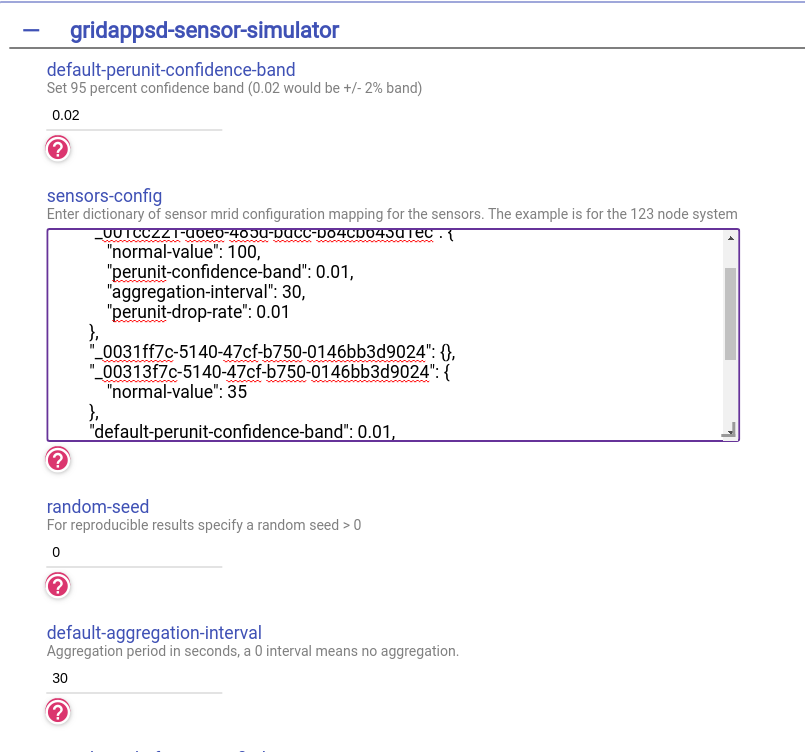 gridappsd-sensor-simulator
default-perunit-confidence-band
Set 95 percent confidence band (0.02 would be +/- 2% band)
0.02
?
sensors-config
Enter dictionary of sensor mrid configuration mapping for the sensors. The example is for the 123 node system
"_001cc221-d6e6-485d-bdcc-b84cb643d1ec": {
"normal-value": 100,
"perunit-confidence-band": 0.01,
"aggregation-interval": 30,
"perunit-drop-rate": 0.01
},
"_0031ff7c-5140-47cf-b750-0146bb3d9024": {},
"_00313f7c-5140-47cf-b750-0146bb3d9024": {
"normal-value": 35
},
"default-perunit-confidence-band": 0.01,
?
random-seed
For reproducible results specify a random seed > 0
0
?
default-aggregation-interval
Aggregation period in seconds, a 0 interval means no aggregation.
30
?